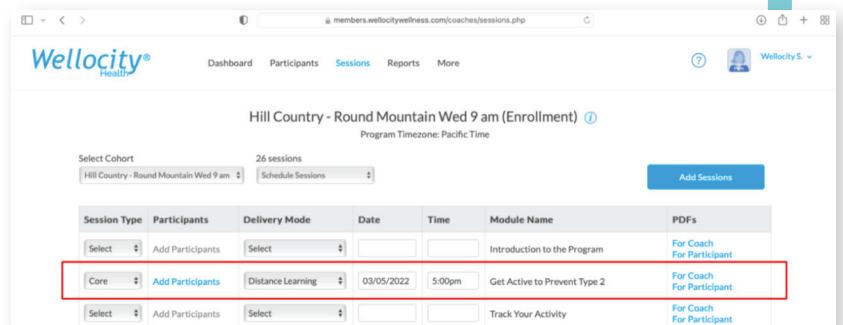 members.wellocitywellness.com/coaches/sessions.php
Wellocity®
Health
Dashboard Participants Sessions Reports More
? Wellocity S.
Hill Country - Round Mountain Wed 9 am (Enrollment) i
Program Timezone: Pacific Time
Select Cohort 26 sessions
Hill Country - Round Mountain Wed 9 am Schedule Sessions
Add Sessions
Session Type Participants Delivery Mode Date Time Module Name PDFs
Select Add Participants Select Introduction to the Program For Coach
For Participant
Core Add Participants Distance Learning 03/05/2022 5:00pm Get Active to Prevent Type 2 For Coach
For Participant
Select Add Participants Select Track Your Activity For Coach
For Participant